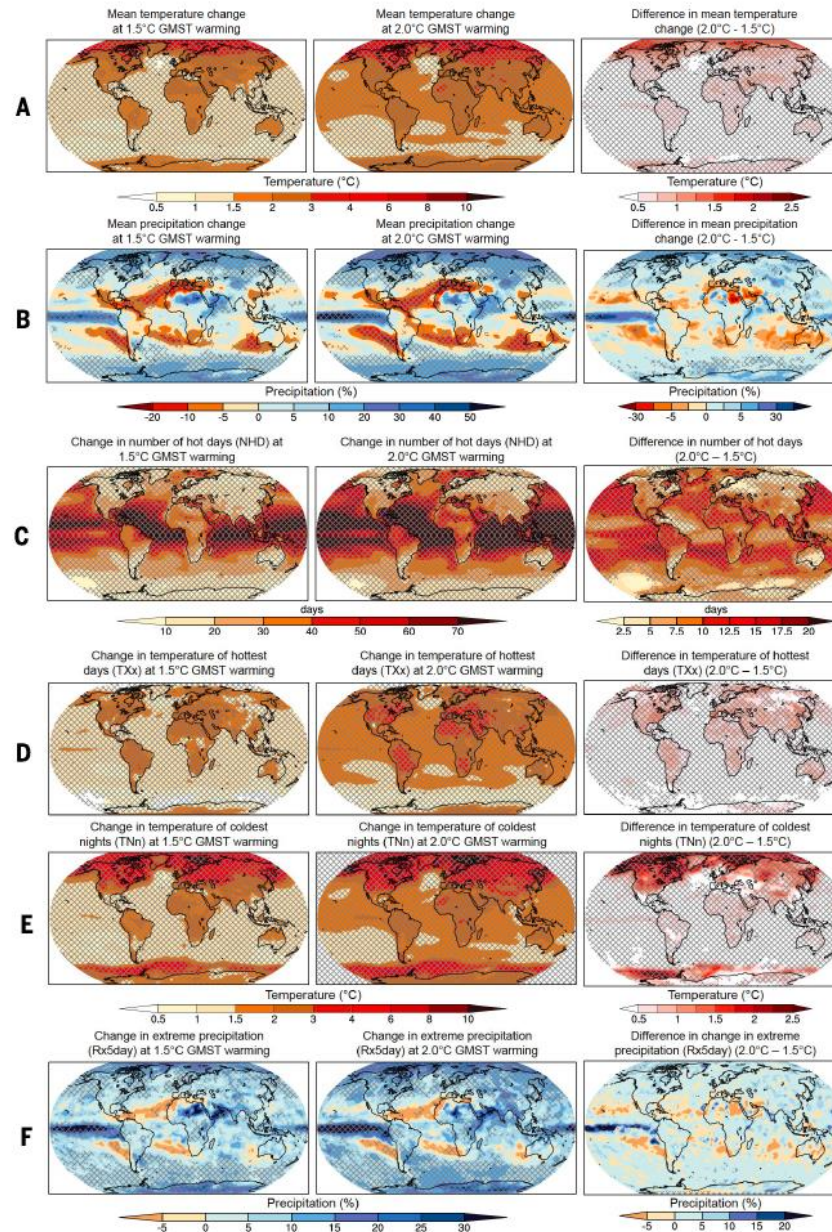 Mean temperature change
at 1.5°C GMST warming
Mean temperature change
at 2.0°C GMST warming
Difference in mean temperature
change (2.0°C - 1.5°C)
A
Temperature (°C)
0.5 1 1.5 2 3 4 6 8 10
Temperature (°C)
0.5 1 1.5 2 2.5
Mean precipitation change
at 1.5°C GMST warming
Mean precipitation change
at 2.0°C GMST warming
Difference in mean precipitation
change (2.0°C - 1.5°C)
B
Precipitation (%)
-20 -10 -5 0 5 10 20 30 40 50
Precipitation (%)
-30 -15 -5 0 5 15 30
Change in number of hot days (NHD) at
1.5°C GMST warming
Change in number of hot days (NHD) at
2.0°C GMST warming
Difference in number of hot days
(2.0°C – 1.5°C)
C
days
10 20 30 40 50 60 70
days
2.5 5 7.5 10 12.5 15 17.5 20
Change in temperature of hottest
days (TXx) at 1.5°C GMST warming
Change in temperature of hottest
days (TXx) at 2.0°C GMST warming
Difference in temperature of hottest
days (TXx) (2.0°C – 1.5°C)
D
Change in temperature of coldest
nights (TNn) at 1.5°C GMST warming
Change in temperature of coldest
nights (TNn) at 2.0°C GMST warming
Difference in temperature of coldest
nights (TNn) (2.0°C – 1.5°C)
E
Temperature (°C)
0.5 1 1.5 2 3 4 6 8 10
Temperature (°C)
0.5 1 1.5 2 2.5
Change in extreme precipitation
(Rx5day) at 1.5°C GMST warming
Change in extreme precipitation
(Rx5day) at 2.0°C GMST warming
Difference in change in extreme
precipitation (Rx5day) (2.0°C – 1.5°C)
F
Precipitation (%)
-5 0 5 10 20 30
Precipitation (%)
-5 0 5 10 15 20